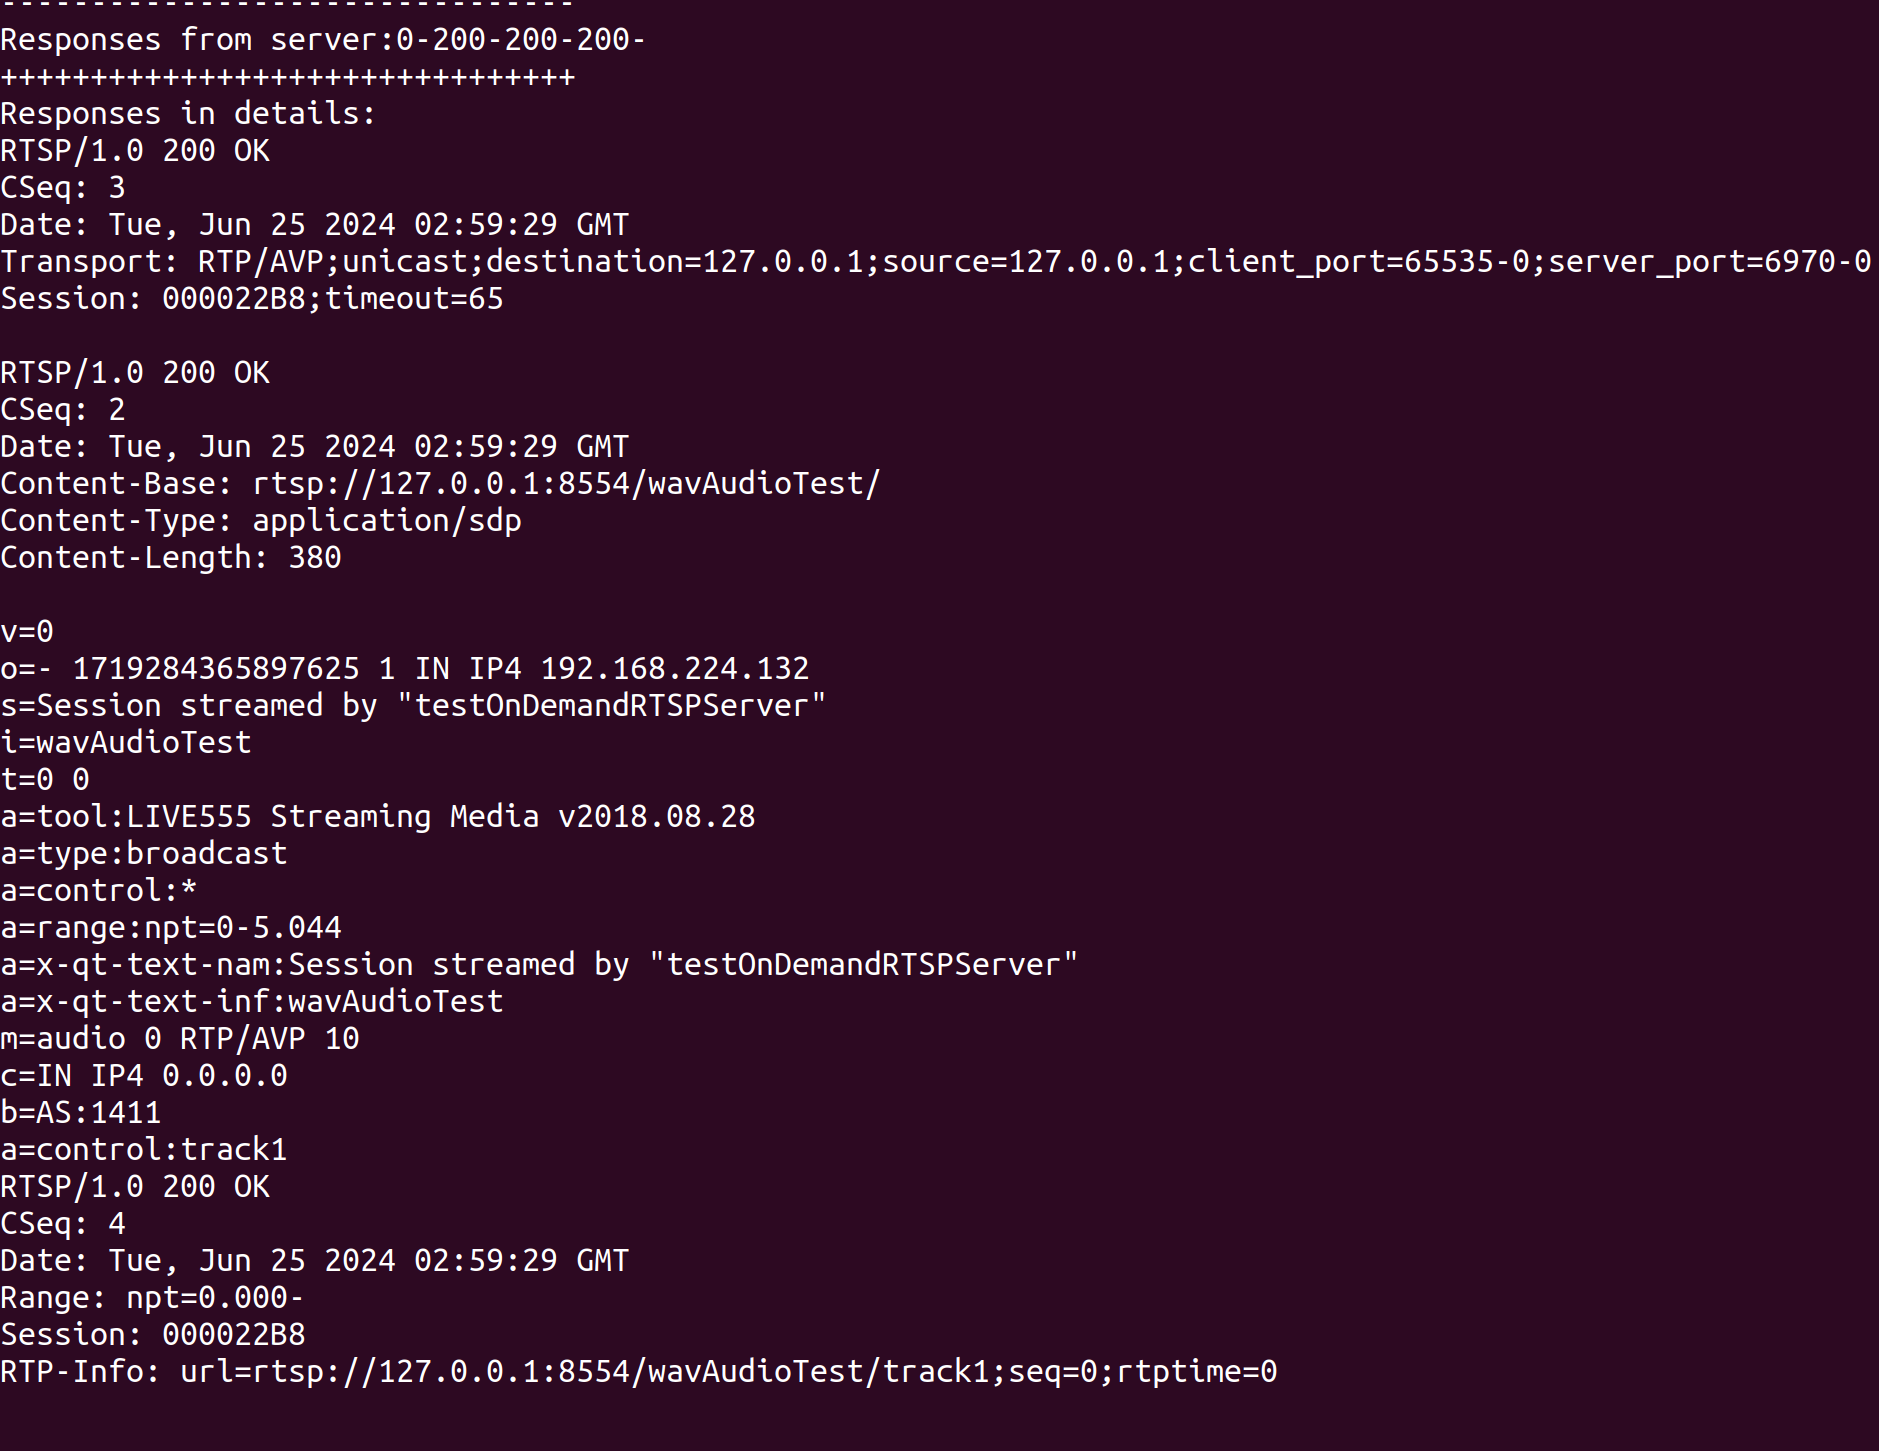 --------------------------------
Responses from server:0-200-200-200-
++++++++++++++++++++++++++++++++
Responses in details:
RTSP/1.0 200 OK
CSeq: 3
Date: Tue, Jun 25 2024 02:59:29 GMT
Transport: RTP/AVP;unicast;destination=127.0.0.1;source=127.0.0.1;client_port=65535-0;server_port=6970-0
Session: 000022B8;timeout=65

RTSP/1.0 200 OK
CSeq: 2
Date: Tue, Jun 25 2024 02:59:29 GMT
Content-Base: rtsp://127.0.0.1:8554/wavAudioTest/
Content-Type: application/sdp
Content-Length: 380

v=0
o=- 1719284365897625 1 IN IP4 192.168.224.132
s=Session streamed by "testOnDemandRTSPServer"
i=wavAudioTest
t=0 0
a=tool:LIVE555 Streaming Media v2018.08.28
a=type:broadcast
a=control:*
a=range:npt=0-5.044
a=x-qt-text-nam:Session streamed by "testOnDemandRTSPServer"
a=x-qt-text-inf:wavAudioTest
m=audio 0 RTP/AVP 10
c=IN IP4 0.0.0.0
b=AS:1411
a=control:track1
RTSP/1.0 200 OK
CSeq: 4
Date: Tue, Jun 25 2024 02:59:29 GMT
Range: npt=0.000-
Session: 000022B8
RTP-Info: url=rtsp://127.0.0.1:8554/wavAudioTest/track1;seq=0;rtptime=0